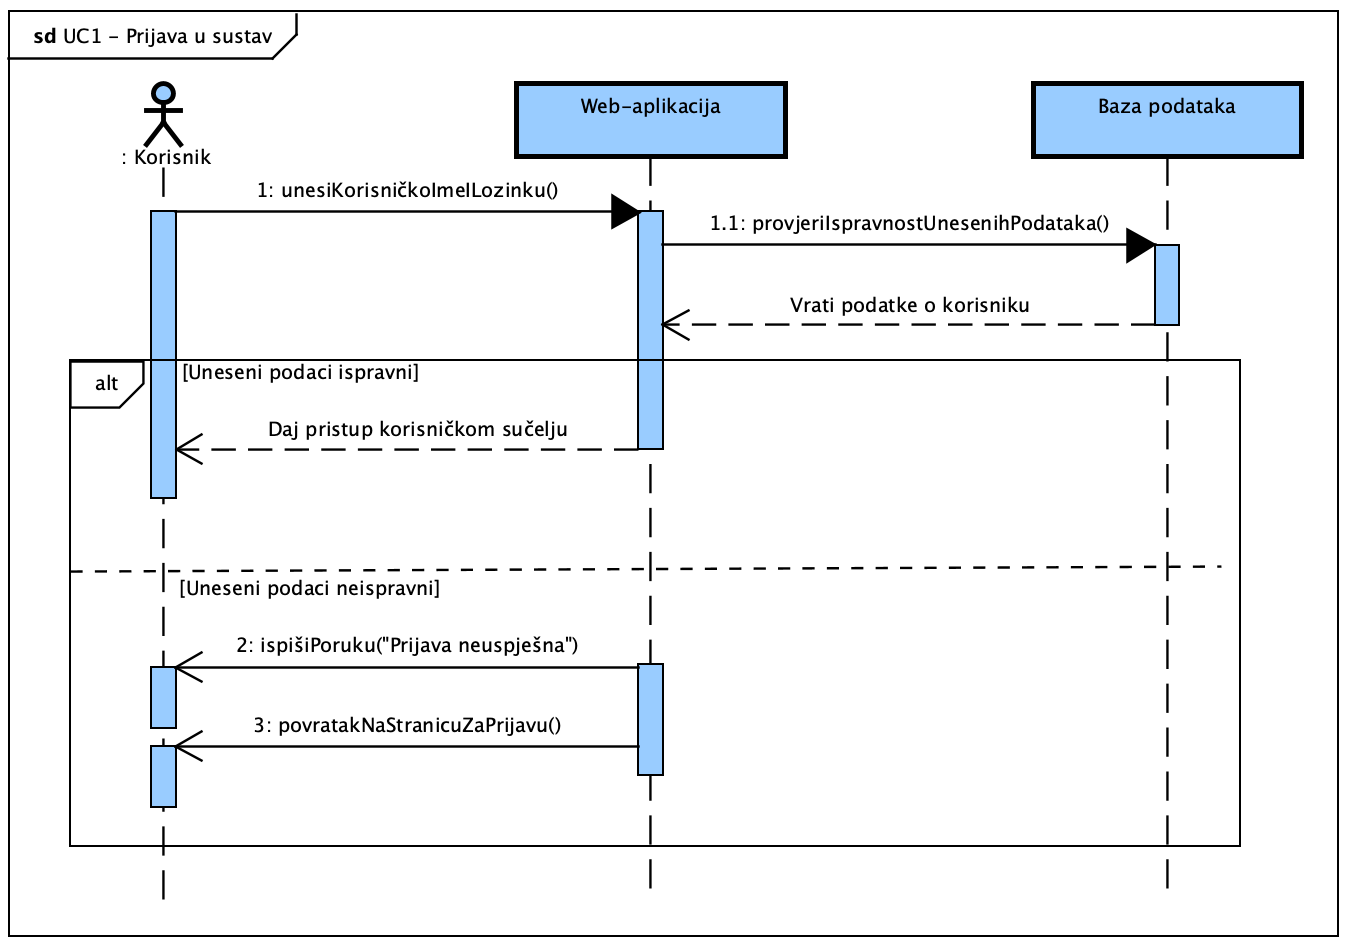 sd UC1 - Prijava u sustav
: Korisnik
Web-aplikacija
Baza podataka
1: unesiKorisničkoImeILozinku()
1.1: provjeriIspravnostUnesenihPodataka()
Vrati podatke o korisniku
alt
[Uneseni podaci ispravni]
Daj pristup korisničkom sučelju
[Uneseni podaci neispravni]
2: ispišiPoruku("Prijava neuspješna")
3: povratakNaStranicuZaPrijavu()